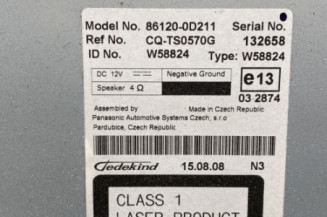 Model No. 86120-0D211 Serial No.
Ref No. CQ-TS0570G 132658
ID No. W58824 Type: W58824
DC 12V Negative Ground
Speaker 4 Ω
e13
03 2874
Assembled by Made in Czech Republic
Panasonic Automotive Systems Czech, s.r.o
Pardubice, Czech Republic
Jedekind 15.08.08 N3
CLASS 1
LASER PRODUCT